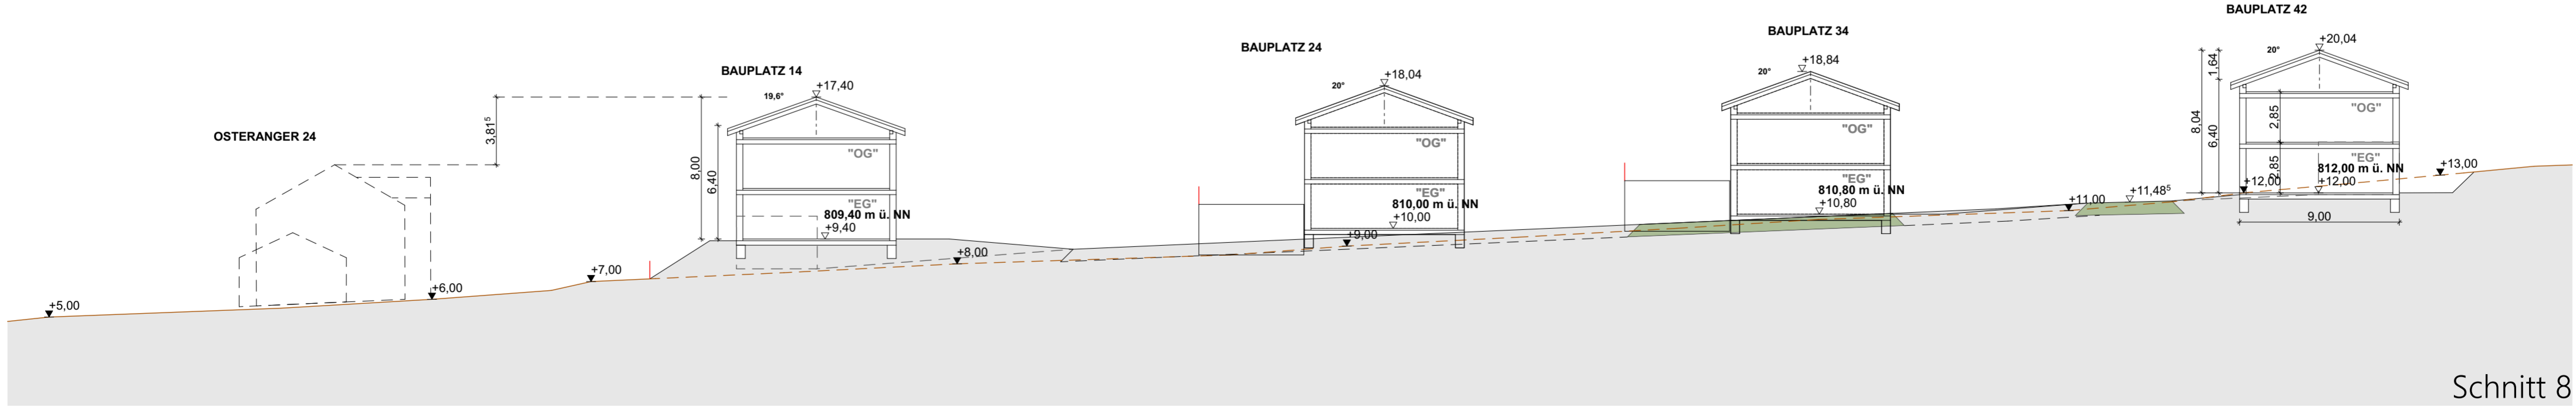 OSTERANGER 24
3,81⁵
+5,00
+6,00
+7,00
BAUPLATZ 14
+17,40
19,6°
8,00
6,40
"OG"
"EG"
809,40 m ü. NN
+9,40
+8,00
BAUPLATZ 24
+18,04
20°
"OG"
"EG"
810,00 m ü. NN
+10,00
+9,00
BAUPLATZ 34
+18,84
20°
"OG"
"EG"
810,80 m ü. NN
+10,80
+11,00
+11,48⁵
BAUPLATZ 42
+20,04
20°
1,64
8,04
6,40
2,85
"OG"
2,85
"EG"
812,00 m ü. NN
+12,00
+12,00
+13,00
9,00
Schnitt 8